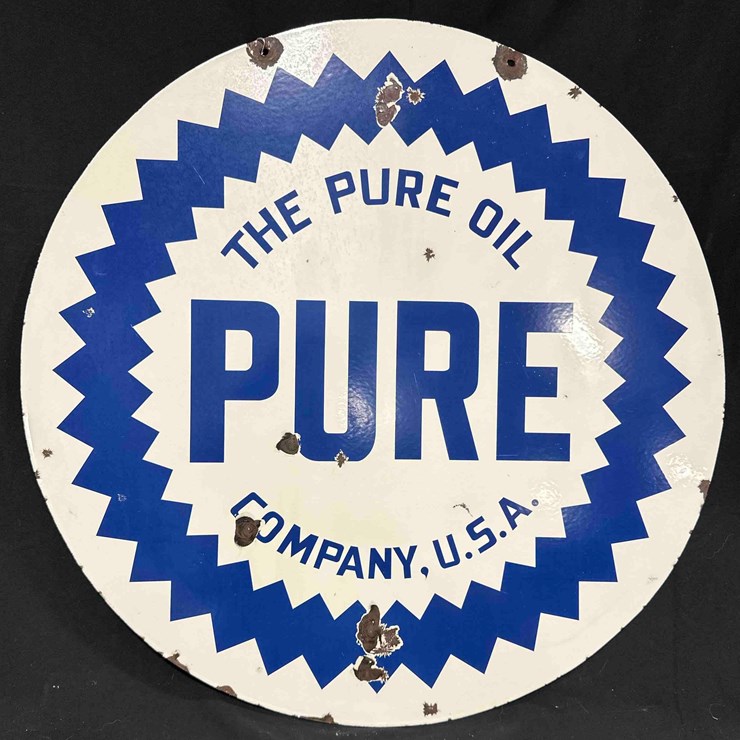 THE PURE OIL
PURE
COMPANY, U.S.A.